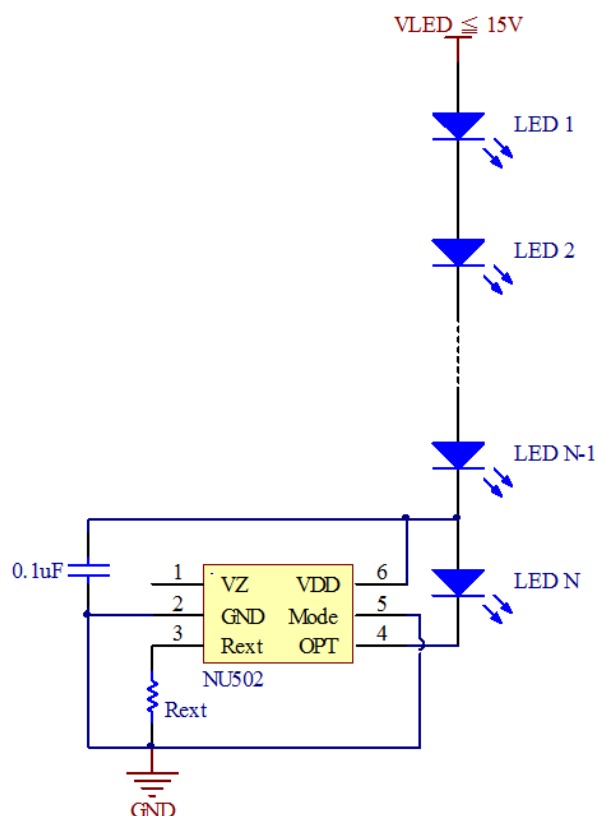 VLED ≦ 15V
LED 1
LED 2
LED N-1
0.1uF
1 VZ VDD 6
2 GND Mode 5
3 Rext OPT 4
LED N
NU502
Rext
GND